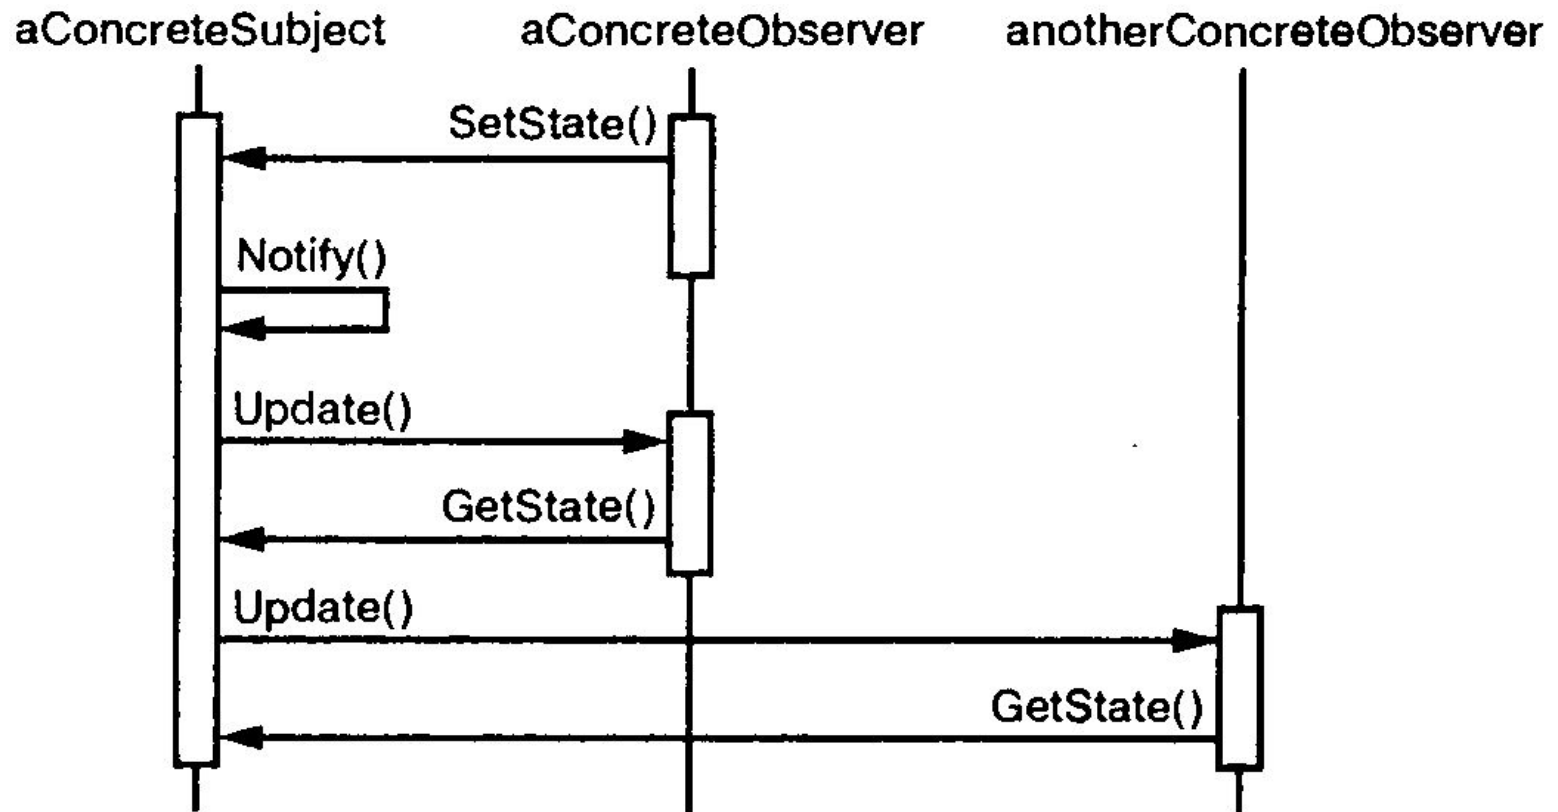 aConcreteSubject aConcreteObserver anotherConcreteObserver
SetState()
Notify()
Update()
GetState()
Update()
GetState()